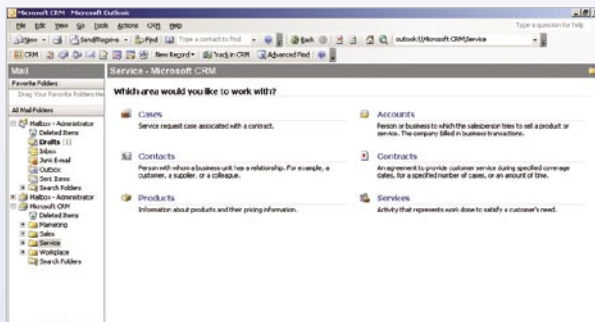 Microsoft CRM - Microsoft Outlook
File Edit View Go Tools Actions CRM Help
Type a question for help
New Send/Receive Find Type a contact to find Back outlook:\\Microsoft CRM\Service
CRM New Record Track in CRM Advanced Find
Mail
Service - Microsoft CRM
Favorite Folders
Drag Your Favorite Folders He
All Mail Folders
Mailbox - Administrator
Deleted Items
Drafts [1]
Inbox
Junk E-mail
Outbox
Sent Items
Search Folders
Mailbox - Administrator
Microsoft CRM
Deleted Items
Marketing
Sales
Service
Workplace
Search Folders
Which area would you like to work with?
Cases
Service request case associated with a contract.
Accounts
Person or business to which the salesperson tries to sell a product or
service. The company billed in business transactions.
Contacts
Person with whom a business unit has a relationship. For example, a
customer, a supplier, or a colleague.
Contracts
An agreement to provide customer service during specified coverage
dates, for a specified number of cases, or an amount of time.
Products
Information about products and their pricing information.
Services
Activity that represents work done to satisfy a customer's need.